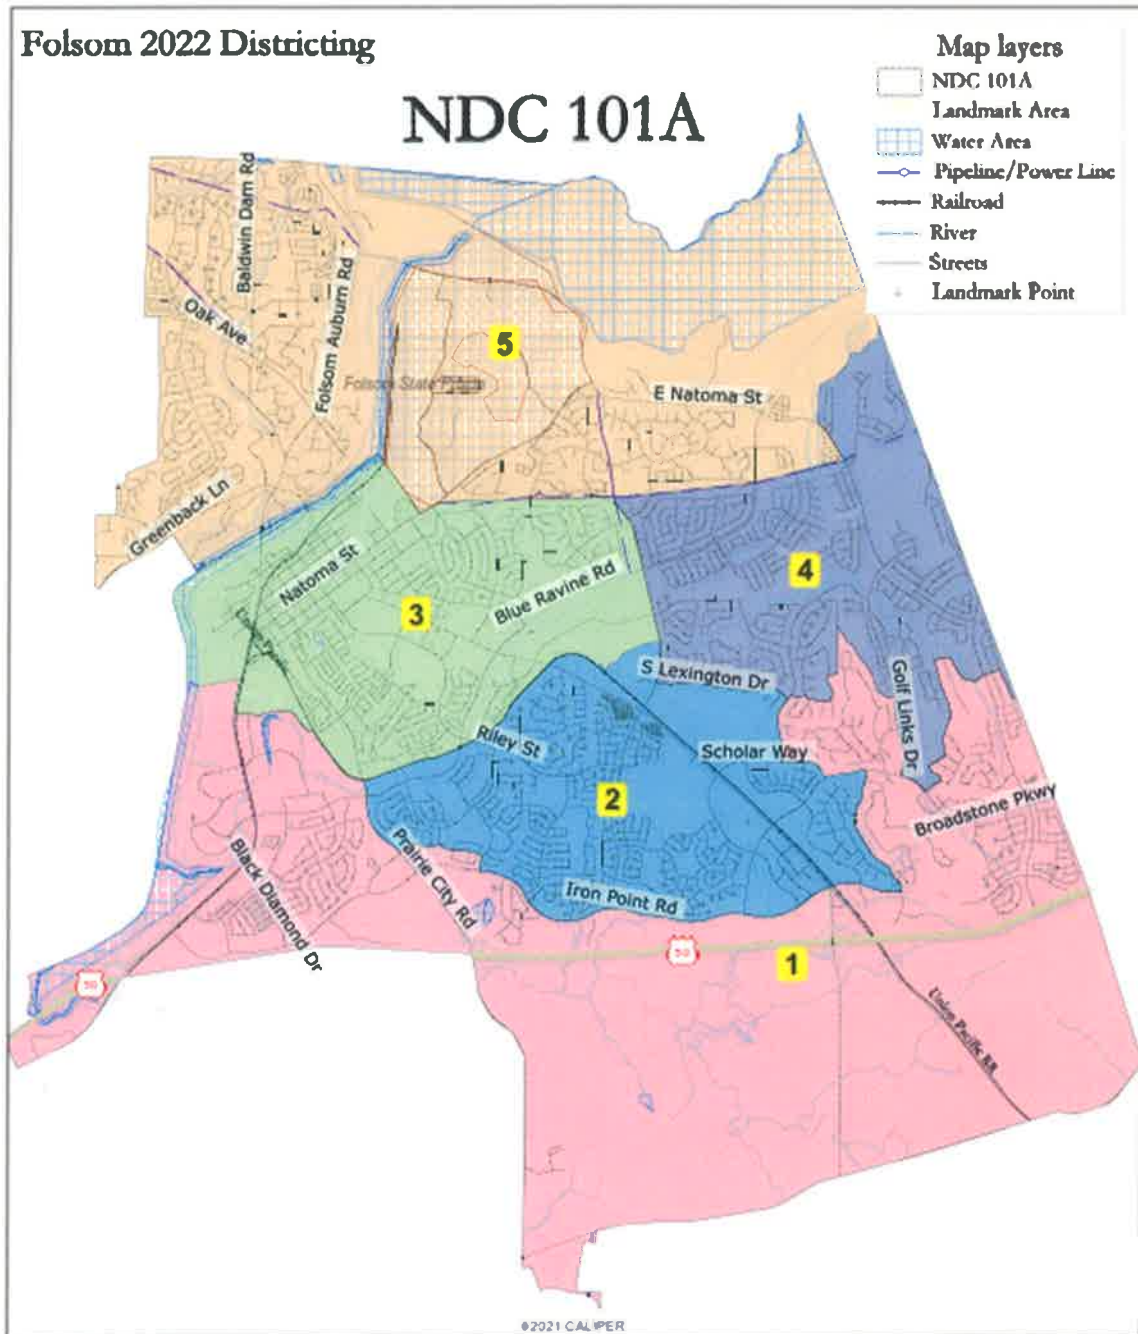 Folsom 2022 Districting
NDC 101A
Map layers
NDC 101A
Landmark Area
Water Area
Pipeline/Power Line
Railroad
River
Streets
Landmark Point
Baldwin Dam Rd
Oak Ave
Folsom Auburn Rd
5
Folsom State
E Natoma St
Greenback Ln
Natoma St
Blue Ravine Rd
4
3
S Lexington Dr
Golf Links Dr
Riley St
Scholar Way
2
Broadstone Pkwy
Black Diamond Dr
Prairie City Rd
Iron Point Rd
50
50
1
Union Pacific RR
©2021 CALIPER